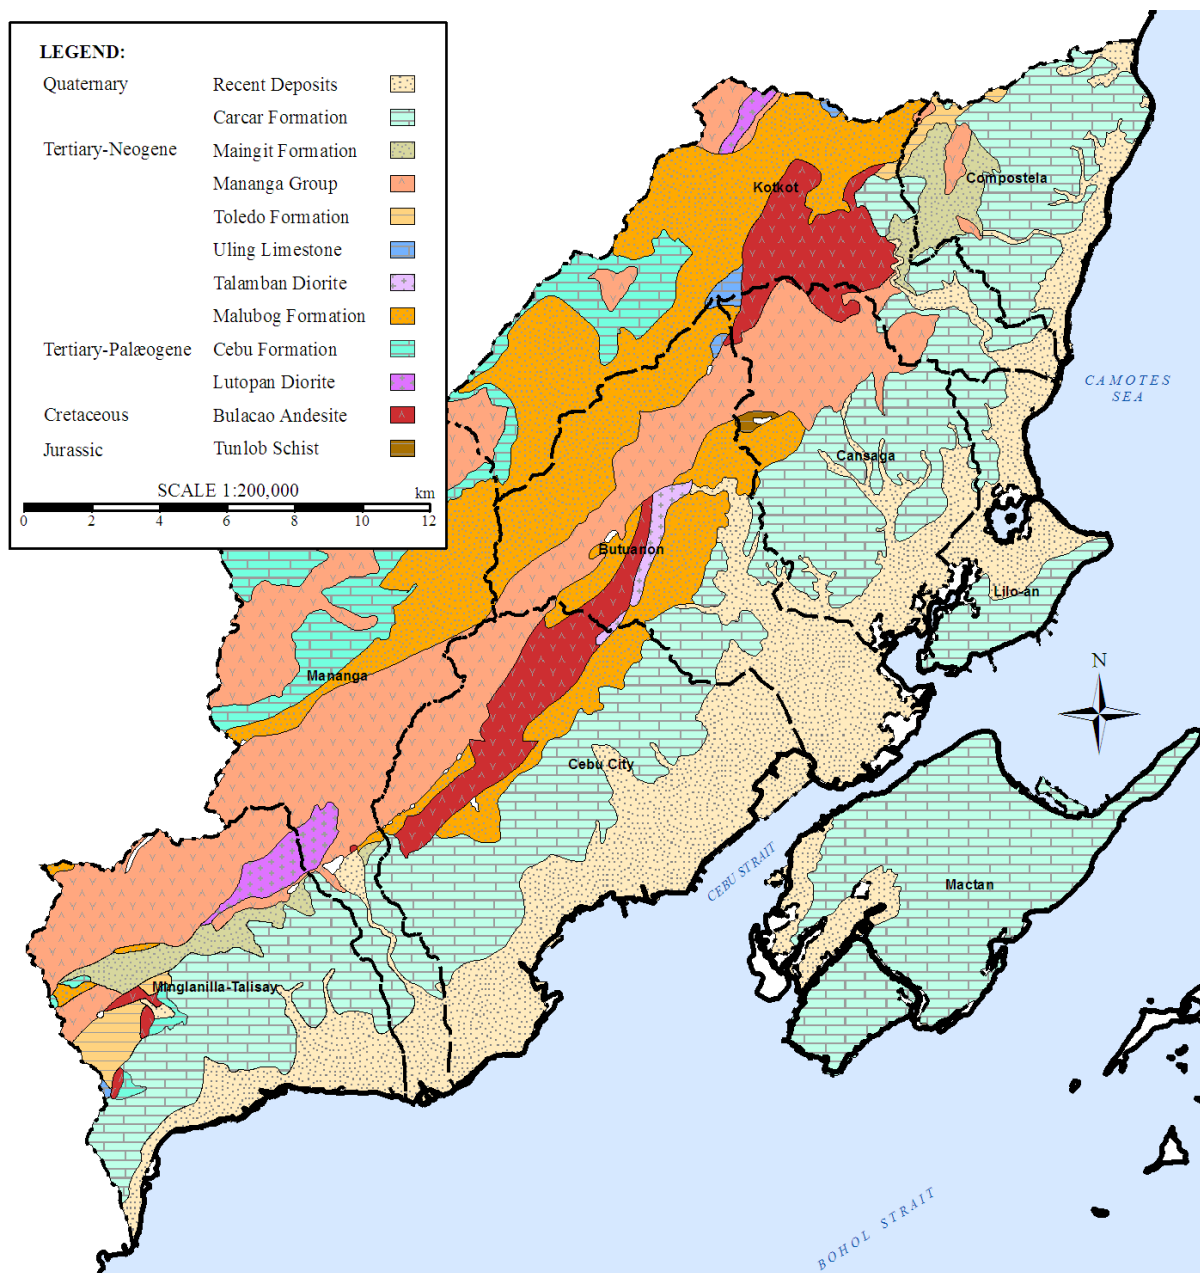 LEGEND:
Quaternary Recent Deposits
Carcar Formation
Tertiary-Neogene Maingit Formation
Mananga Group
Toledo Formation
Uling Limestone
Talamban Diorite
Malubog Formation
Tertiary-Palæogene Cebu Formation
Lutopan Diorite
Cretaceous Bulacao Andesite
Jurassic Tunlob Schist
SCALE 1:200,000 km
0 2 4 6 8 10 12
Kotkot
Compostela
CAMOTES
SEA
Cansaga
Butuanon
Lilo-an
Mananga
N
Cebu City
CEBU STRAIT
Mactan
Minglanilla-Talisay
BOHOL STRAIT